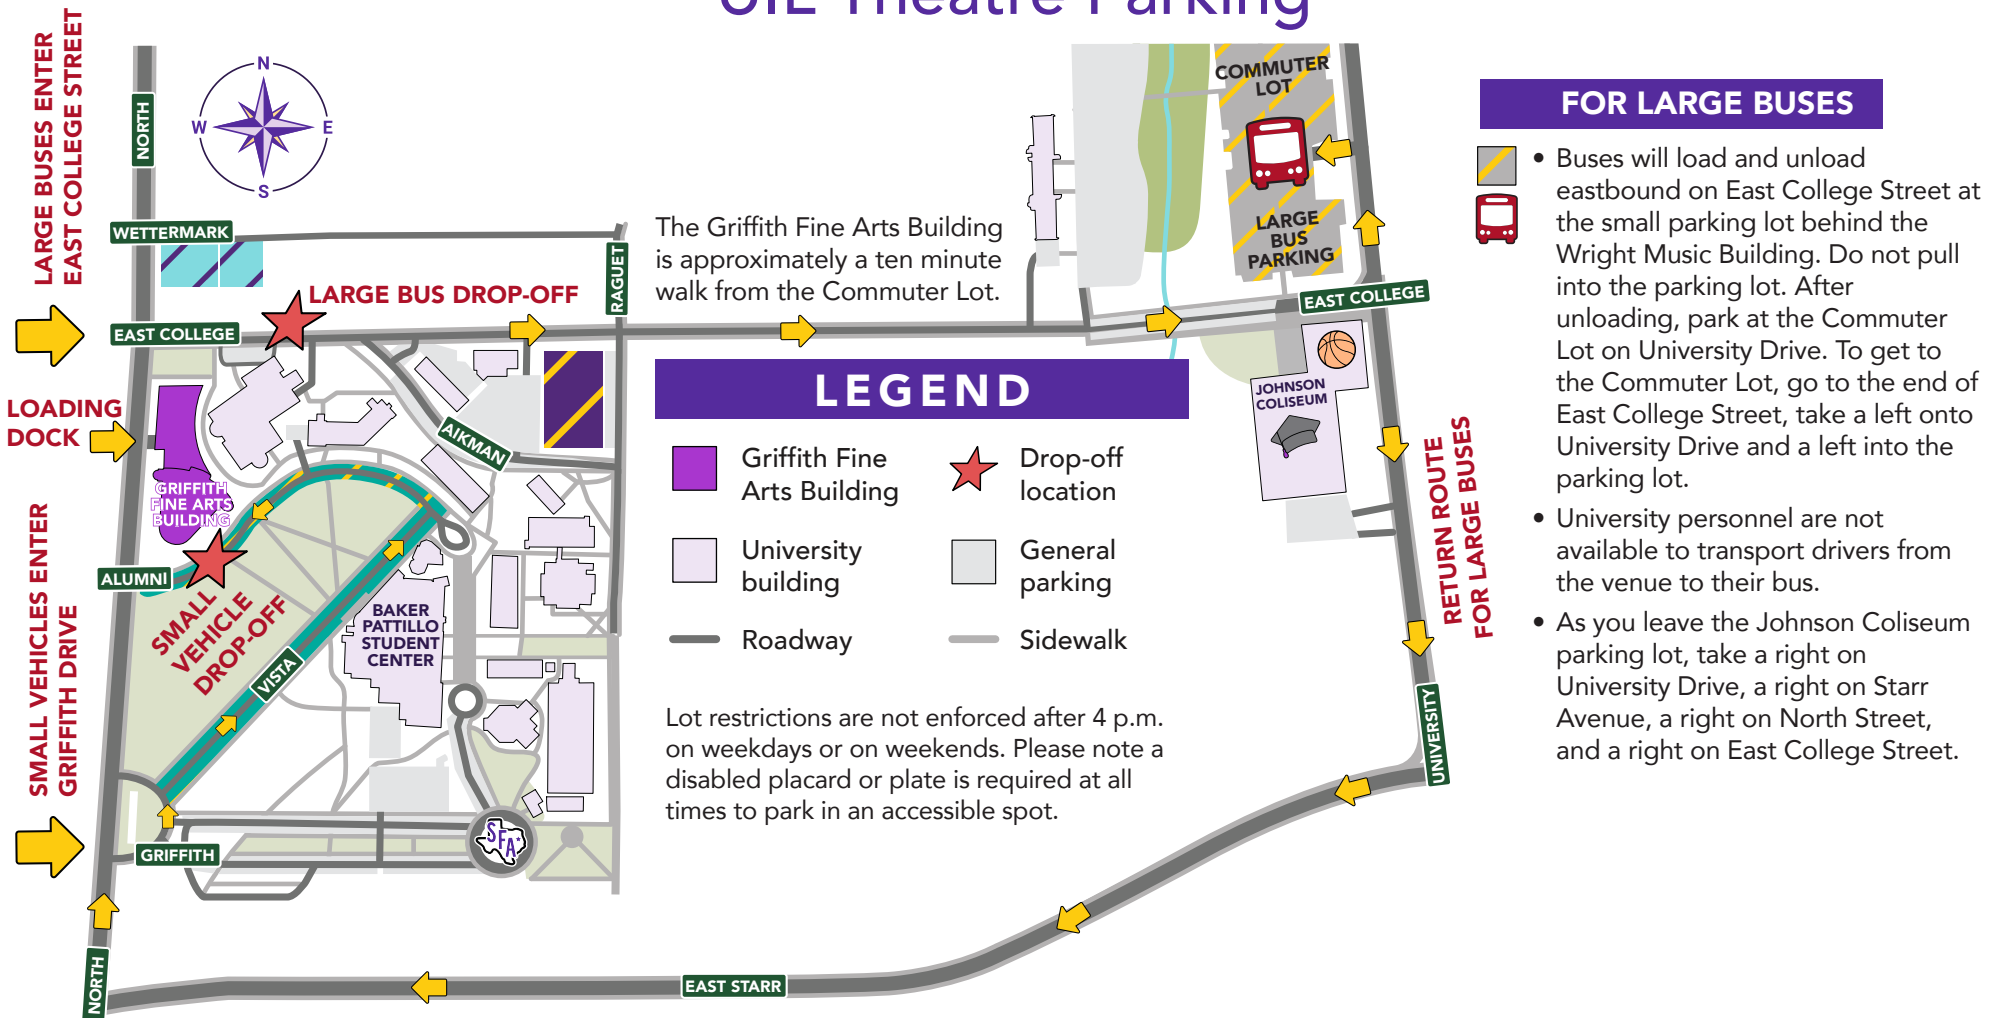 UIL Theatre Parking
LARGE BUSES ENTER
EAST COLLEGE STREET
NORTH
N
W
E
S
WETTERMARK
RAGUET
LARGE BUS DROP-OFF
EAST COLLEGE
The Griffith Fine Arts Building
is approximately a ten minute
walk from the Commuter Lot.
COMMUTER
LOT
LARGE
BUS
PARKING
EAST COLLEGE
JOHNSON
COLISEUM
LOADING
DOCK
GRIFFITH
FINE ARTS
BUILDING
AIKMAN
ALUMNI
SMALL
VEHICLE
DROP-OFF
VISTA
BAKER
PATTILLO
STUDENT
CENTER
SMALL VEHICLES ENTER
GRIFFITH DRIVE
GRIFFITH
SFA
NORTH
EAST STARR
UNIVERSITY
RETURN ROUTE
FOR LARGE BUSES
LEGEND
Griffith Fine
Arts Building
Drop-off
location
University
building
General
parking
Roadway
Sidewalk
Lot restrictions are not enforced after 4 p.m.
on weekdays or on weekends. Please note a
disabled placard or plate is required at all
times to park in an accessible spot.
FOR LARGE BUSES
• Buses will load and unload
eastbound on East College Street at
the small parking lot behind the
Wright Music Building. Do not pull
into the parking lot. After
unloading, park at the Commuter
Lot on University Drive. To get to
the Commuter Lot, go to the end of
East College Street, take a left onto
University Drive and a left into the
parking lot.
• University personnel are not
available to transport drivers from
the venue to their bus.
• As you leave the Johnson Coliseum
parking lot, take a right on
University Drive, a right on Starr
Avenue, a right on North Street,
and a right on East College Street.